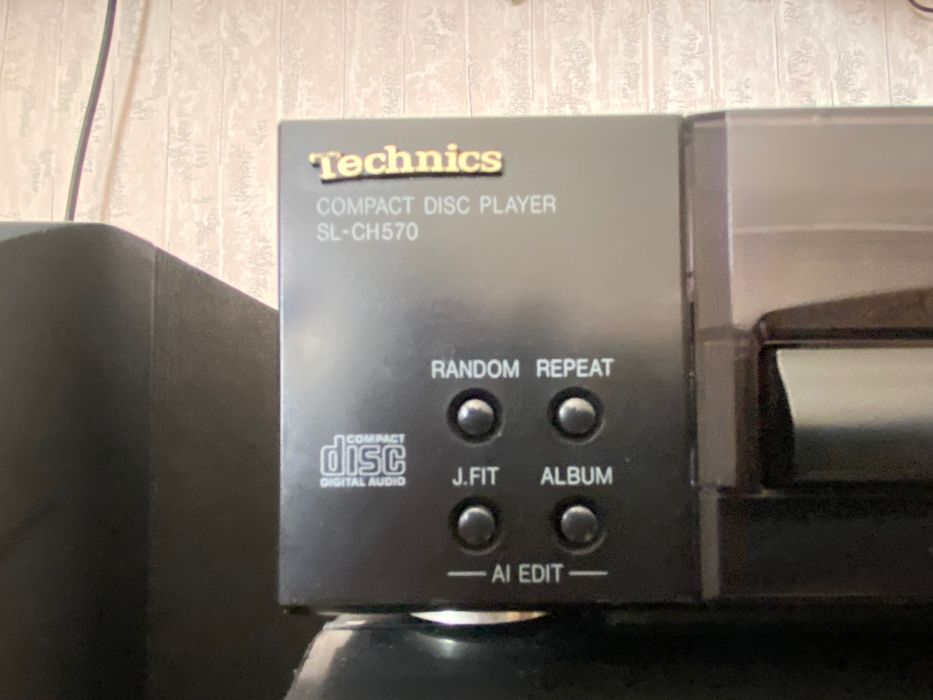 Technics
COMPACT DISC PLAYER
SL-CH570
RANDOM REPEAT
COMPACT
disc
DIGITAL AUDIO
J.FIT ALBUM
AI EDIT